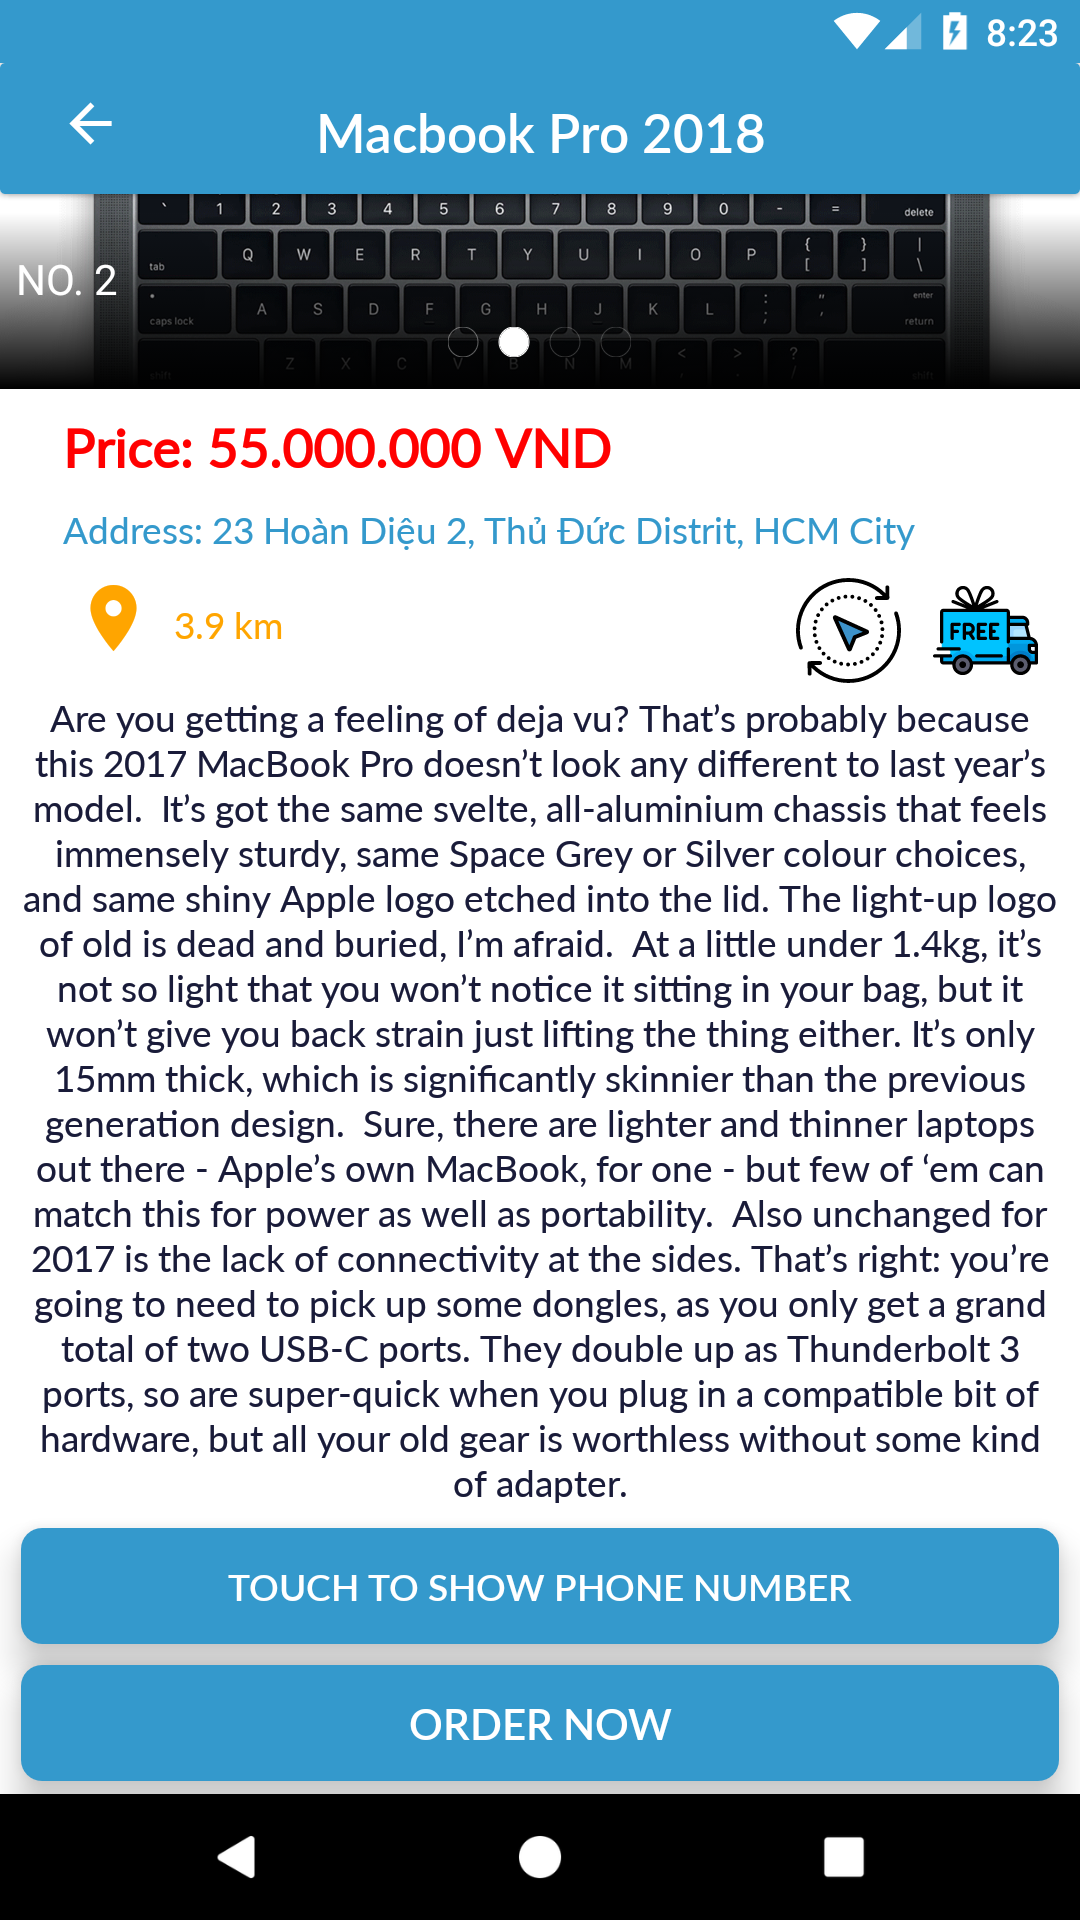 8:23
Macbook Pro 2018
` 1 2 3 4 5 6 7 8 9 0 - = delete
tab Q W E R T Y U I O P { [ } ] | \
NO. 2
caps lock A S D F G H J K L : ; " ' enter return
Z X C V B N M < > ? /
Price: 55.000.000 VND
Address: 23 Hoàn Diệu 2, Thủ Đức Distrit, HCM City
3.9 km
FREE
Are you getting a feeling of deja vu? That’s probably because
this 2017 MacBook Pro doesn’t look any different to last year’s
model.  It’s got the same svelte, all-aluminium chassis that feels
immensely sturdy, same Space Grey or Silver colour choices,
and same shiny Apple logo etched into the lid. The light-up logo
of old is dead and buried, I’m afraid.  At a little under 1.4kg, it’s
not so light that you won’t notice it sitting in your bag, but it
won’t give you back strain just lifting the thing either. It’s only
15mm thick, which is significantly skinnier than the previous
generation design.  Sure, there are lighter and thinner laptops
out there - Apple’s own MacBook, for one - but few of ‘em can
match this for power as well as portability.  Also unchanged for
2017 is the lack of connectivity at the sides. That’s right: you’re
going to need to pick up some dongles, as you only get a grand
total of two USB-C ports. They double up as Thunderbolt 3
ports, so are super-quick when you plug in a compatible bit of
hardware, but all your old gear is worthless without some kind
of adapter.
TOUCH TO SHOW PHONE NUMBER
ORDER NOW